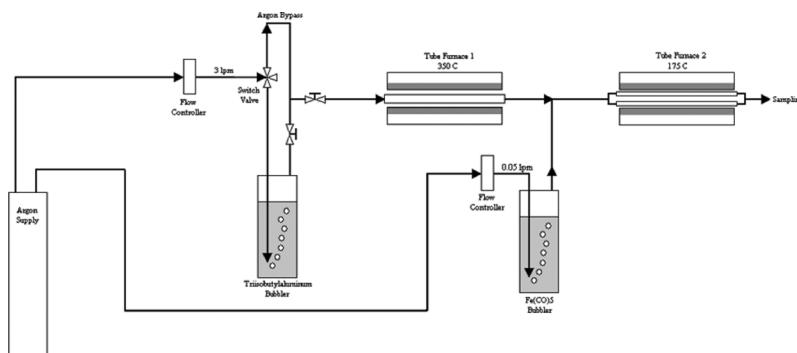 Argon Bypass
Tube Furnace 1
350 C
Tube Furnace 2
175 C
3 lpm
Switch
Valve
Flow
Controller
Sampling
0.05 lpm
Flow
Controller
Argon
Supply
Triisobutylaluminum
Bubbler
Fe(CO)5
Bubbler